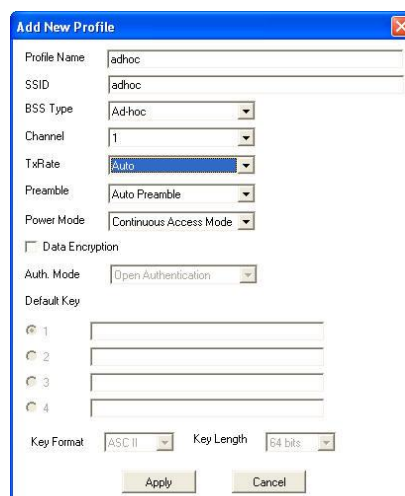 Add New Profile
Profile Name adhoc
SSID adhoc
BSS Type Ad-hoc
Channel 1
TxRate Auto
Preamble Auto Preamble
Power Mode Continuous Access Mode
Data Encryption
Auth. Mode Open Authentication
Default Key
1
2
3
4
Key Format ASC II Key Length 64 bits
Apply Cancel